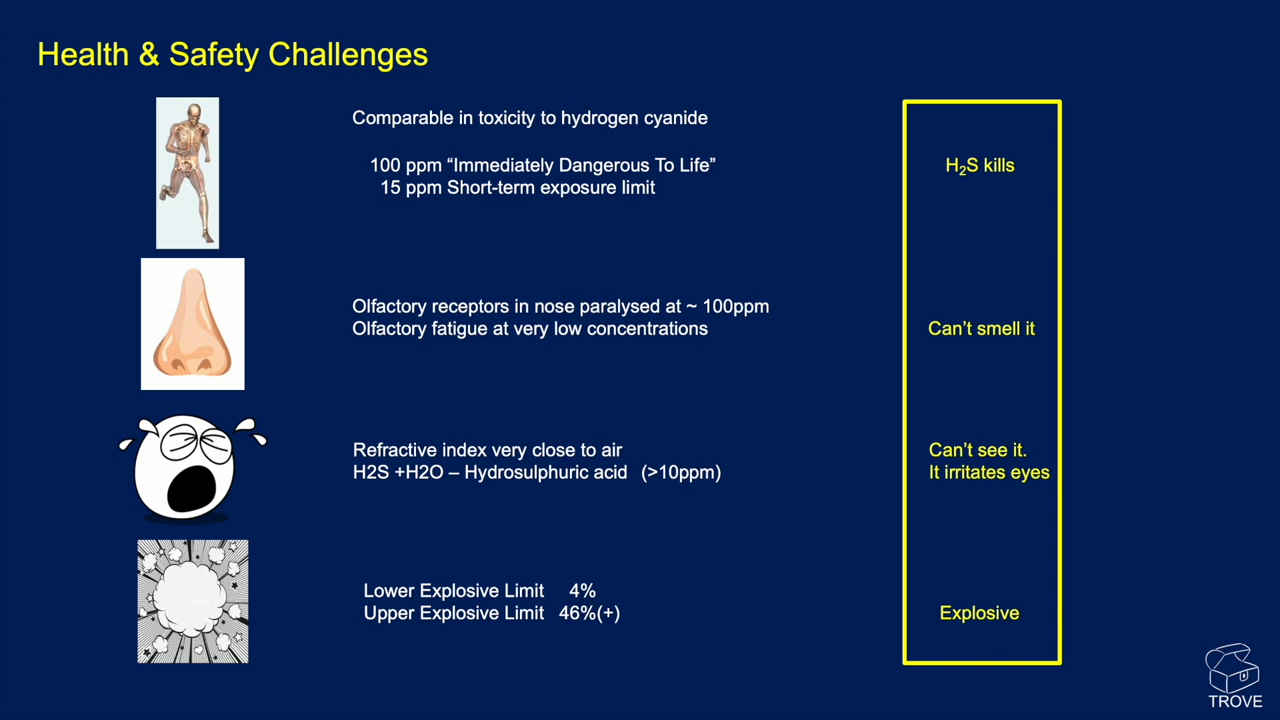 Health & Safety Challenges
Comparable in toxicity to hydrogen cyanide
100 ppm “Immediately Dangerous To Life”
15 ppm Short-term exposure limit
H₂S kills
Olfactory receptors in nose paralysed at ~ 100ppm
Olfactory fatigue at very low concentrations
Can’t smell it
Refractive index very close to air
H2S +H2O – Hydrosulphuric acid (>10ppm)
Can’t see it.
It irritates eyes
Lower Explosive Limit 4%
Upper Explosive Limit 46%(+)
Explosive
TROVE